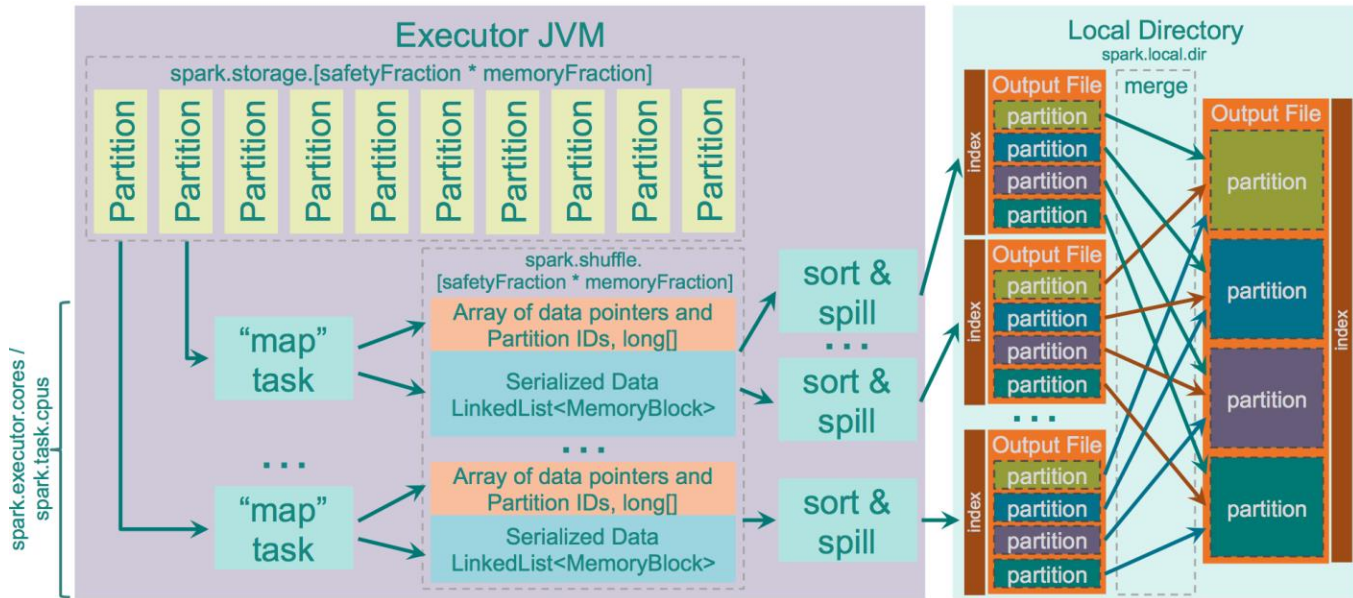 Executor JVM
spark.storage.[safetyFraction * memoryFraction]
Partition
Partition
Partition
Partition
Partition
Partition
Partition
Partition
Partition
Partition
spark.executor.cores /
spark.task.cpus
“map”
task
...
“map”
task
spark.shuffle.
[safetyFraction * memoryFraction]
Array of data pointers and
Partition IDs, long[]
Serialized Data
LinkedList<MemoryBlock>
...
Array of data pointers and
Partition IDs, long[]
Serialized Data
LinkedList<MemoryBlock>
sort &
spill
...
sort &
spill
sort &
spill
Local Directory
spark.local.dir
index
Output File
partition
partition
partition
partition
index
Output File
partition
partition
partition
partition
...
index
Output File
partition
partition
partition
partition
merge
Output File
partition
partition
partition
partition
index